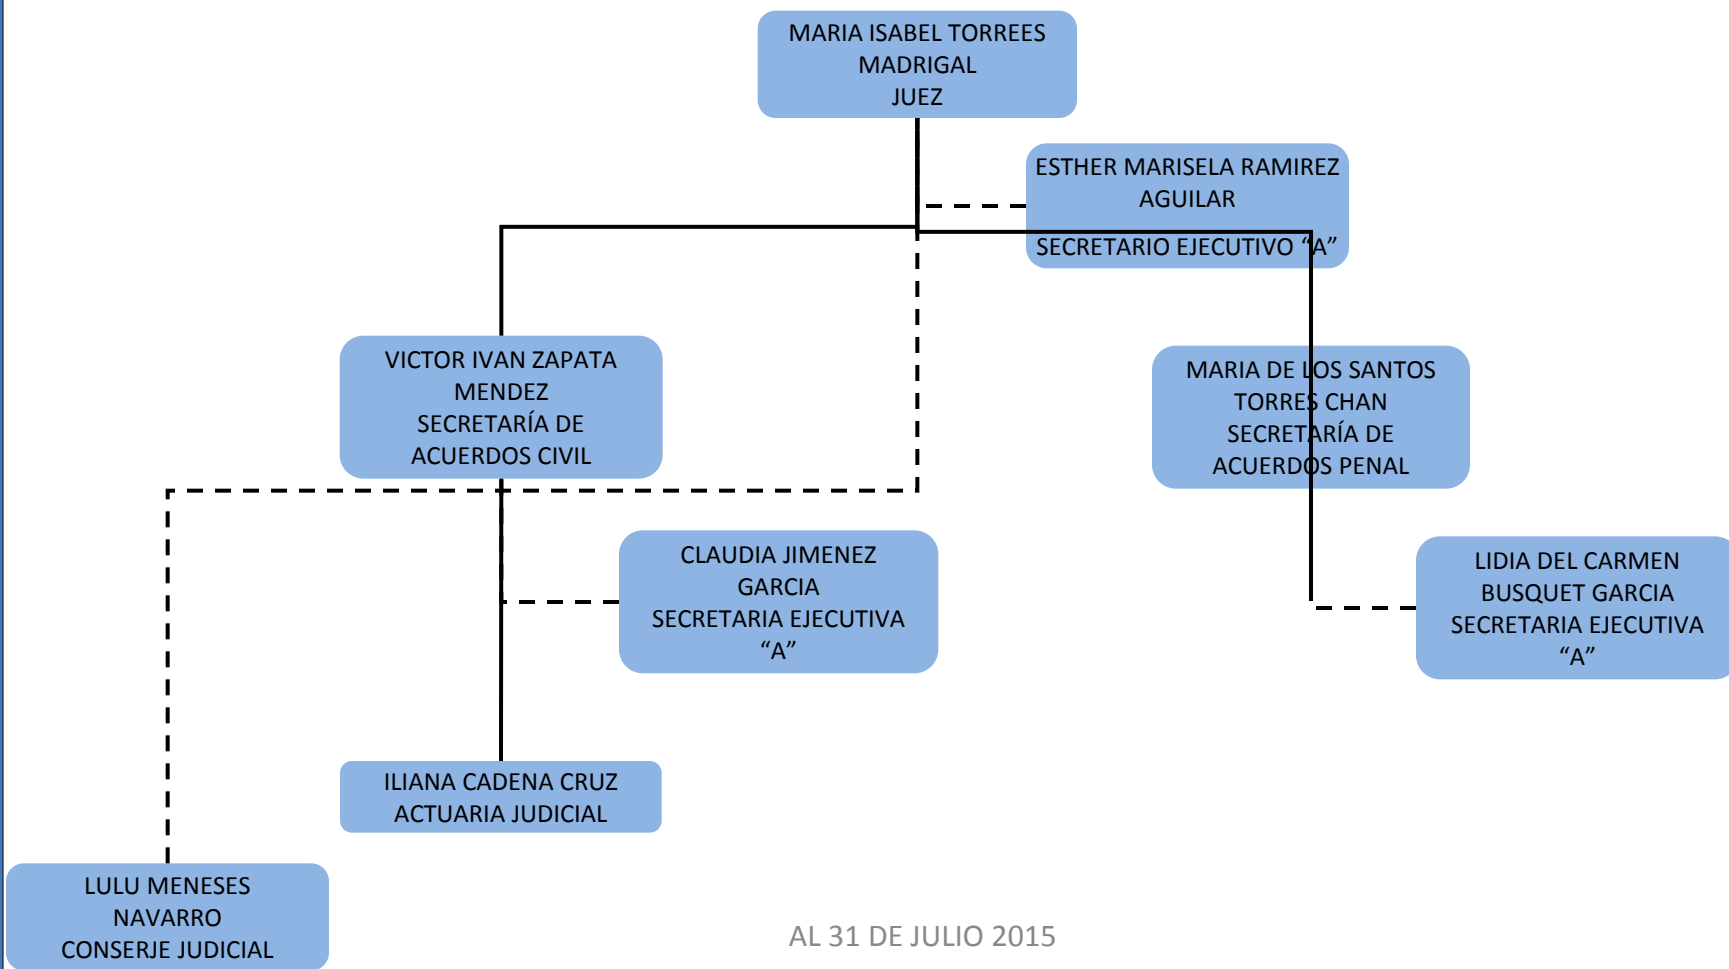 MARIA ISABEL TORREES
MADRIGAL
JUEZ
ESTHER MARISELA RAMIREZ
AGUILAR
SECRETARIO EJECUTIVO “A”
VICTOR IVAN ZAPATA
MENDEZ
SECRETARÍA DE
ACUERDOS CIVIL
MARIA DE LOS SANTOS
TORRES CHAN
SECRETARÍA DE
ACUERDOS PENAL
CLAUDIA JIMENEZ
GARCIA
SECRETARIA EJECUTIVA
“A”
LIDIA DEL CARMEN
BUSQUET GARCIA
SECRETARIA EJECUTIVA
“A”
ILIANA CADENA CRUZ
ACTUARIA JUDICIAL
LULU MENESES
NAVARRO
CONSERJE JUDICIAL
AL 31 DE JULIO 2015